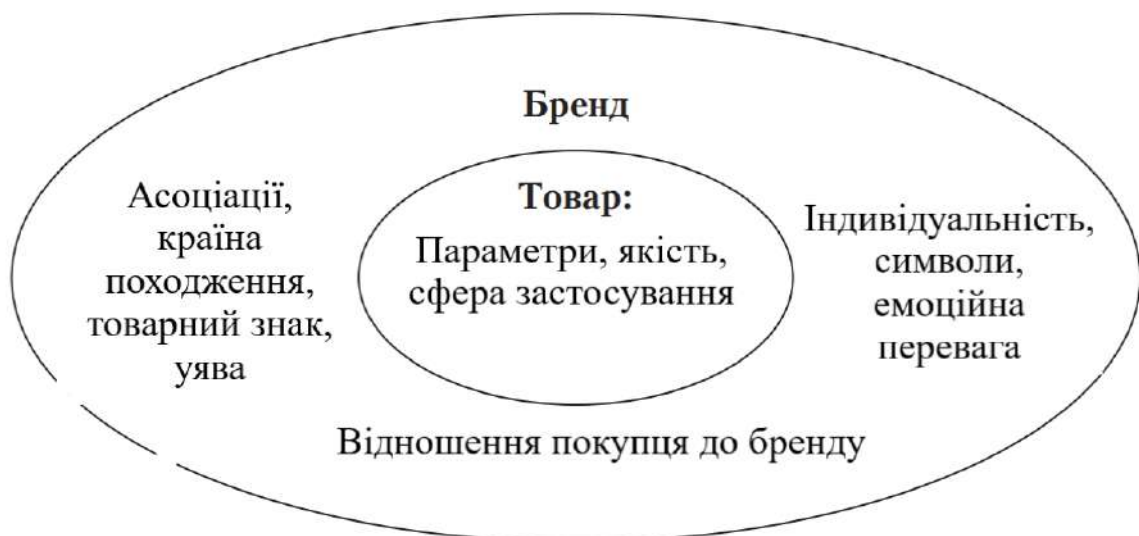 Бренд
Асоціації,
країна
походження,
товарний знак,
уява
Товар:
Параметри, якість,
сфера застосування
Індивідуальність,
символи,
емоційна
перевага
Відношення покупця до бренду